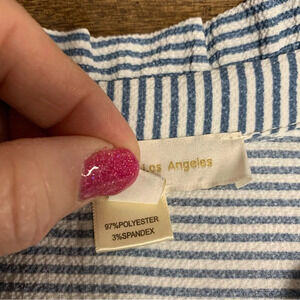 Los Angeles
97%POLYESTER
3%SPANDEX